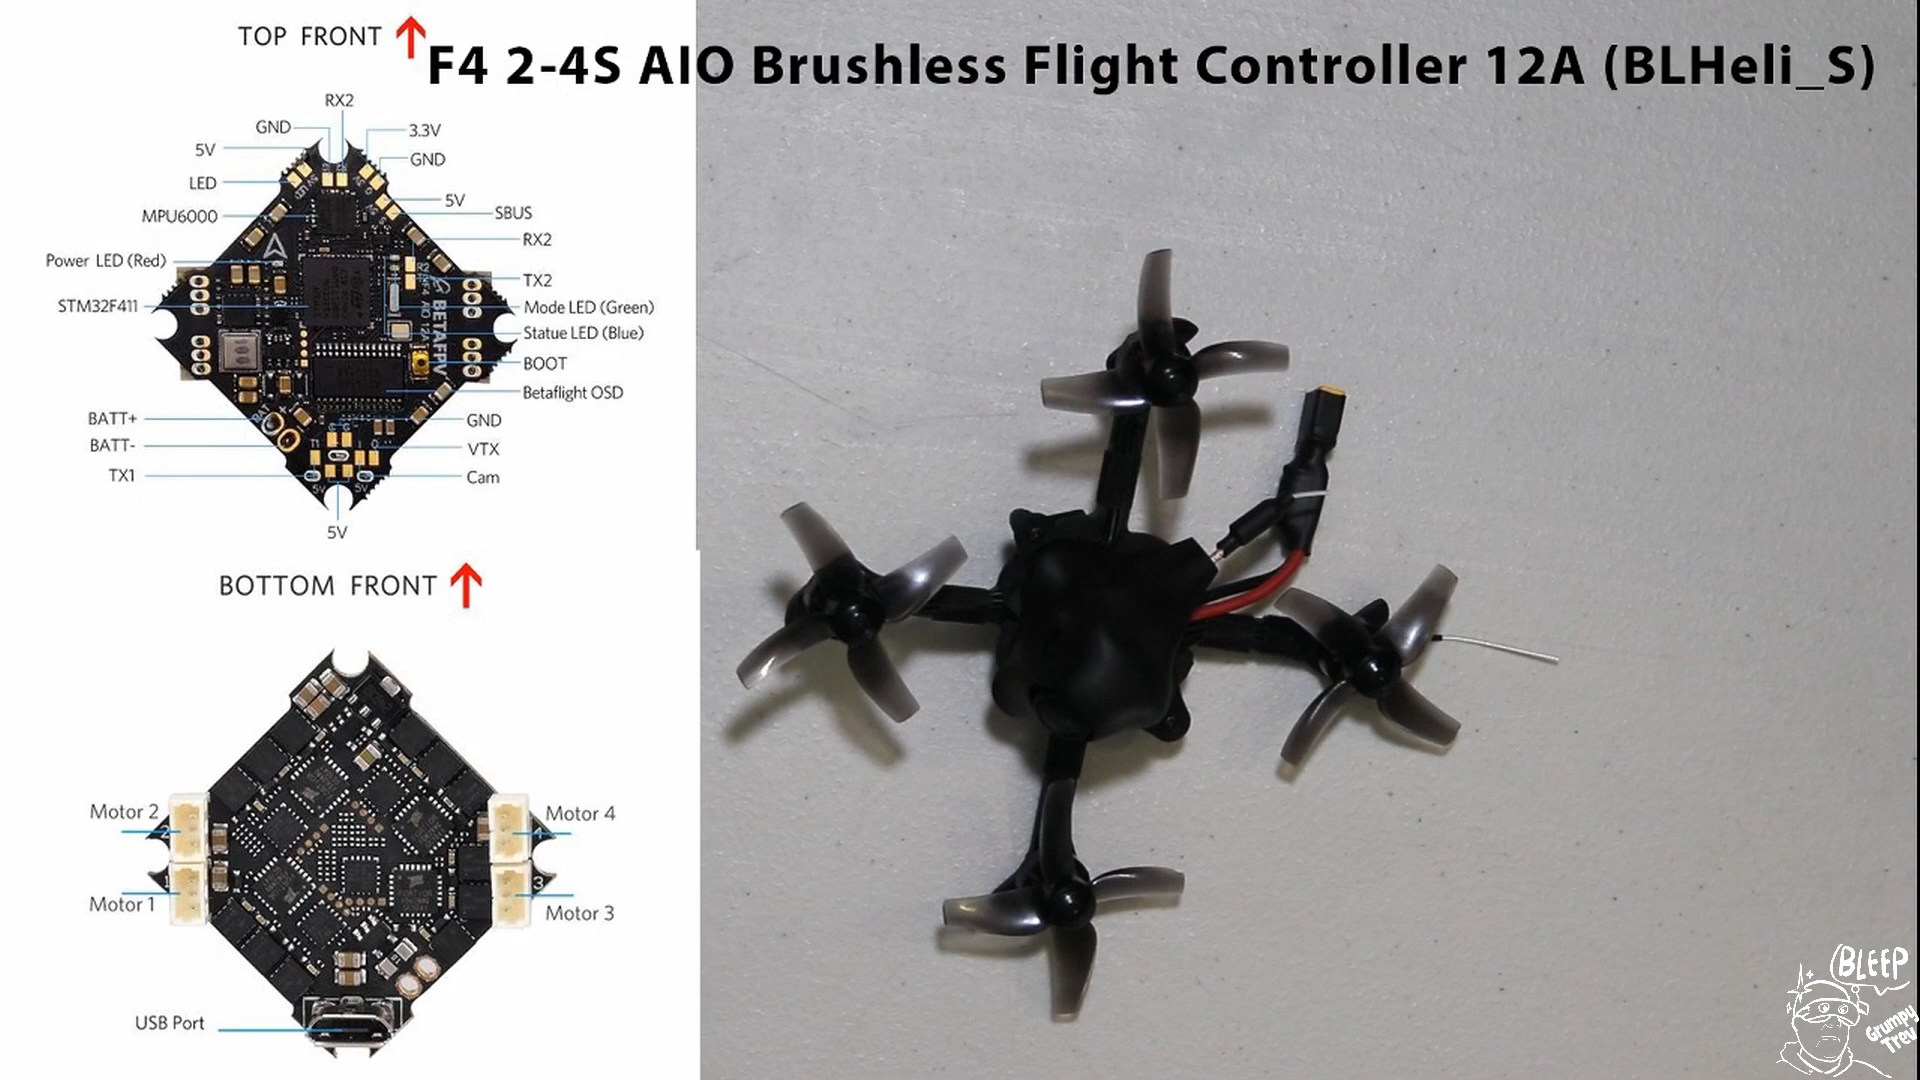 TOP FRONT
F4 2-4S AIO Brushless Flight Controller 12A (BLHeli_S)
RX2
GND
3.3V
5V
GND
LED
5V
MPU6000
SBUS
RX2
Power LED (Red)
TX2
STM32F411
Mode LED (Green)
Statue LED (Blue)
BOOT
Betaflight OSD
BATT+
GND
BATT-
VTX
TX1
Cam
5V
BETAFPV
BOTTOM FRONT
Motor 2
Motor 4
Motor 1
Motor 3
USB Port
BLEEP
Grumpy
Trev